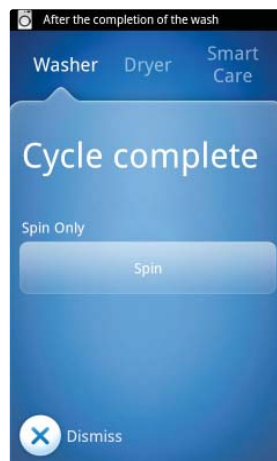 After the completion of the wash
Washer Dryer Smart Care
Cycle complete
Spin Only
Spin
Dismiss